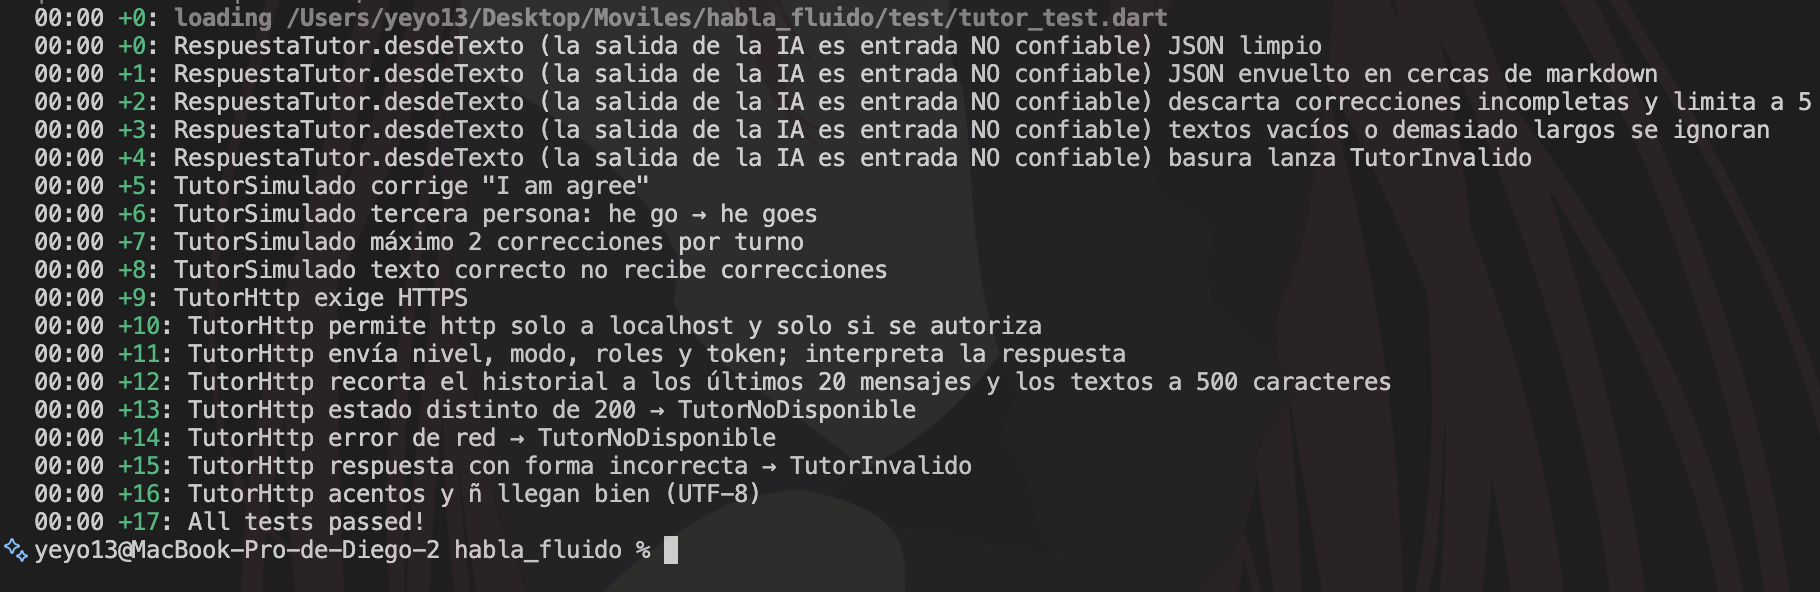 00:00 +0: loading /Users/yeyo13/Desktop/Moviles/habla_fluido/test/tutor_test.dart
00:00 +0: RespuestaTutor.desdeTexto (la salida de la IA es entrada NO confiable) JSON limpio
00:00 +1: RespuestaTutor.desdeTexto (la salida de la IA es entrada NO confiable) JSON envuelto en cercas de markdown
00:00 +2: RespuestaTutor.desdeTexto (la salida de la IA es entrada NO confiable) descarta correcciones incompletas y limita a 5
00:00 +3: RespuestaTutor.desdeTexto (la salida de la IA es entrada NO confiable) textos vacíos o demasiado largos se ignoran
00:00 +4: RespuestaTutor.desdeTexto (la salida de la IA es entrada NO confiable) basura lanza TutorInvalido
00:00 +5: TutorSimulado corrige "I am agree"
00:00 +6: TutorSimulado tercera persona: he go → he goes
00:00 +7: TutorSimulado máximo 2 correcciones por turno
00:00 +8: TutorSimulado texto correcto no recibe correcciones
00:00 +9: TutorHttp exige HTTPS
00:00 +10: TutorHttp permite http solo a localhost y solo si se autoriza
00:00 +11: TutorHttp envía nivel, modo, roles y token; interpreta la respuesta
00:00 +12: TutorHttp recorta el historial a los últimos 20 mensajes y los textos a 500 caracteres
00:00 +13: TutorHttp estado distinto de 200 → TutorNoDisponible
00:00 +14: TutorHttp error de red → TutorNoDisponible
00:00 +15: TutorHttp respuesta con forma incorrecta → TutorInvalido
00:00 +16: TutorHttp acentos y ñ llegan bien (UTF-8)
00:00 +17: All tests passed!
yeyo13@MacBook-Pro-de-Diego-2 habla_fluido %